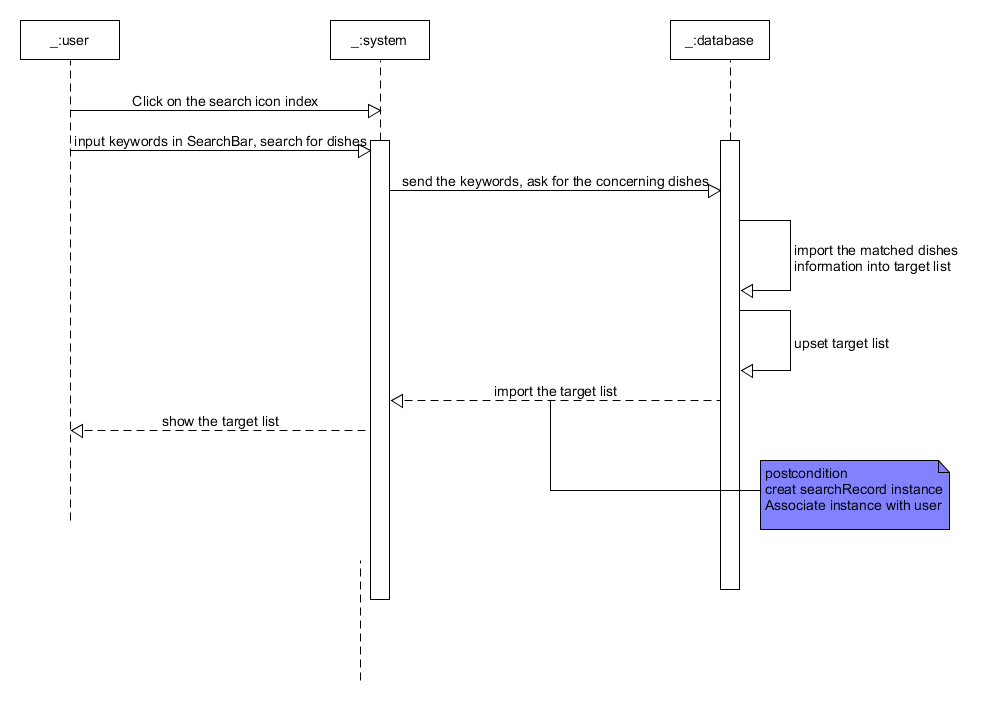 _:user
_:system
_:database
Click on the search icon index
input keywords in SearchBar, search for dishes
send the keywords, ask for the concerning dishes
import the matched dishes
information into target list
upset target list
import the target list
show the target list
postcondition
creat searchRecord instance
Associate instance with user